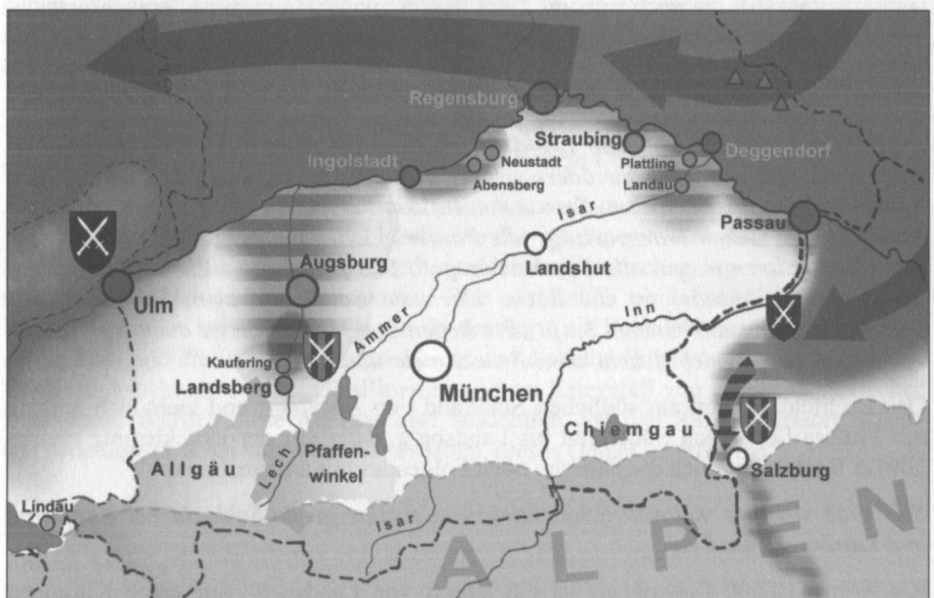 Regensburg
Straubing
Deggendorf
Ingolstadt
Neustadt
Plattling
Abensberg
Landau
Isar
Passau
Augsburg
Landshut
Ulm
Inn
Ammer
Kaufering
Landsberg
München
Chiemgau
Allgäu
Lech
Pfaffen-
winkel
Salzburg
Lindau
Isar
ALPEN